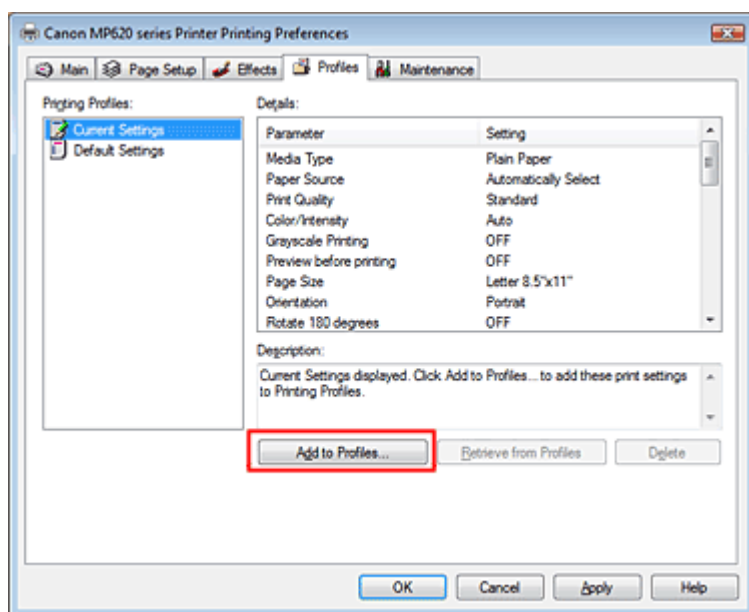 Canon MP620 series Printer Printing Preferences
Main Page Setup Effects Profiles Maintenance
Printing Profiles:
Current Settings
Default Settings
Details:
Parameter Setting
Media Type Plain Paper
Paper Source Automatically Select
Print Quality Standard
Color/Intensity Auto
Grayscale Printing OFF
Preview before printing OFF
Page Size Letter 8.5"x11"
Orientation Portrait
Rotate 180 degrees OFF
Description:
Current Settings displayed. Click Add to Profiles... to add these print settings
to Printing Profiles.
Add to Profiles... Retrieve from Profiles Delete
OK Cancel Apply Help